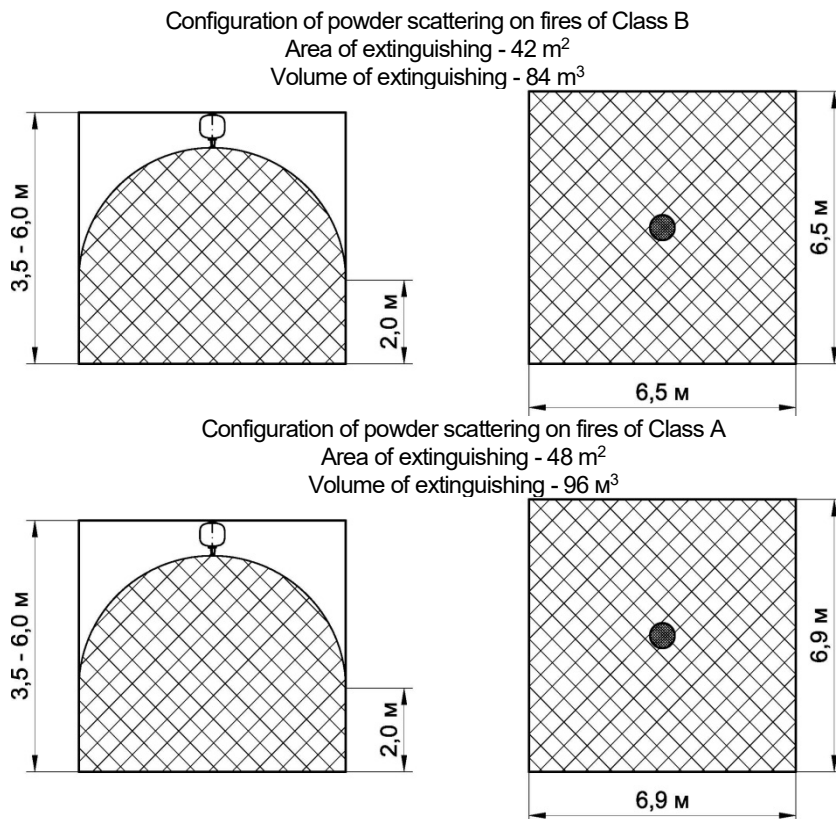 Configuration of powder scattering on fires of Class B
Area of extinguishing - 42 m²
Volume of extinguishing - 84 m³
3,5 - 6,0 м
2,0 м
6,5 м
6,5 м
Configuration of powder scattering on fires of Class A
Area of extinguishing - 48 m²
Volume of extinguishing - 96 м³
3,5 - 6,0 м
2,0 м
6,9 м
6,9 м